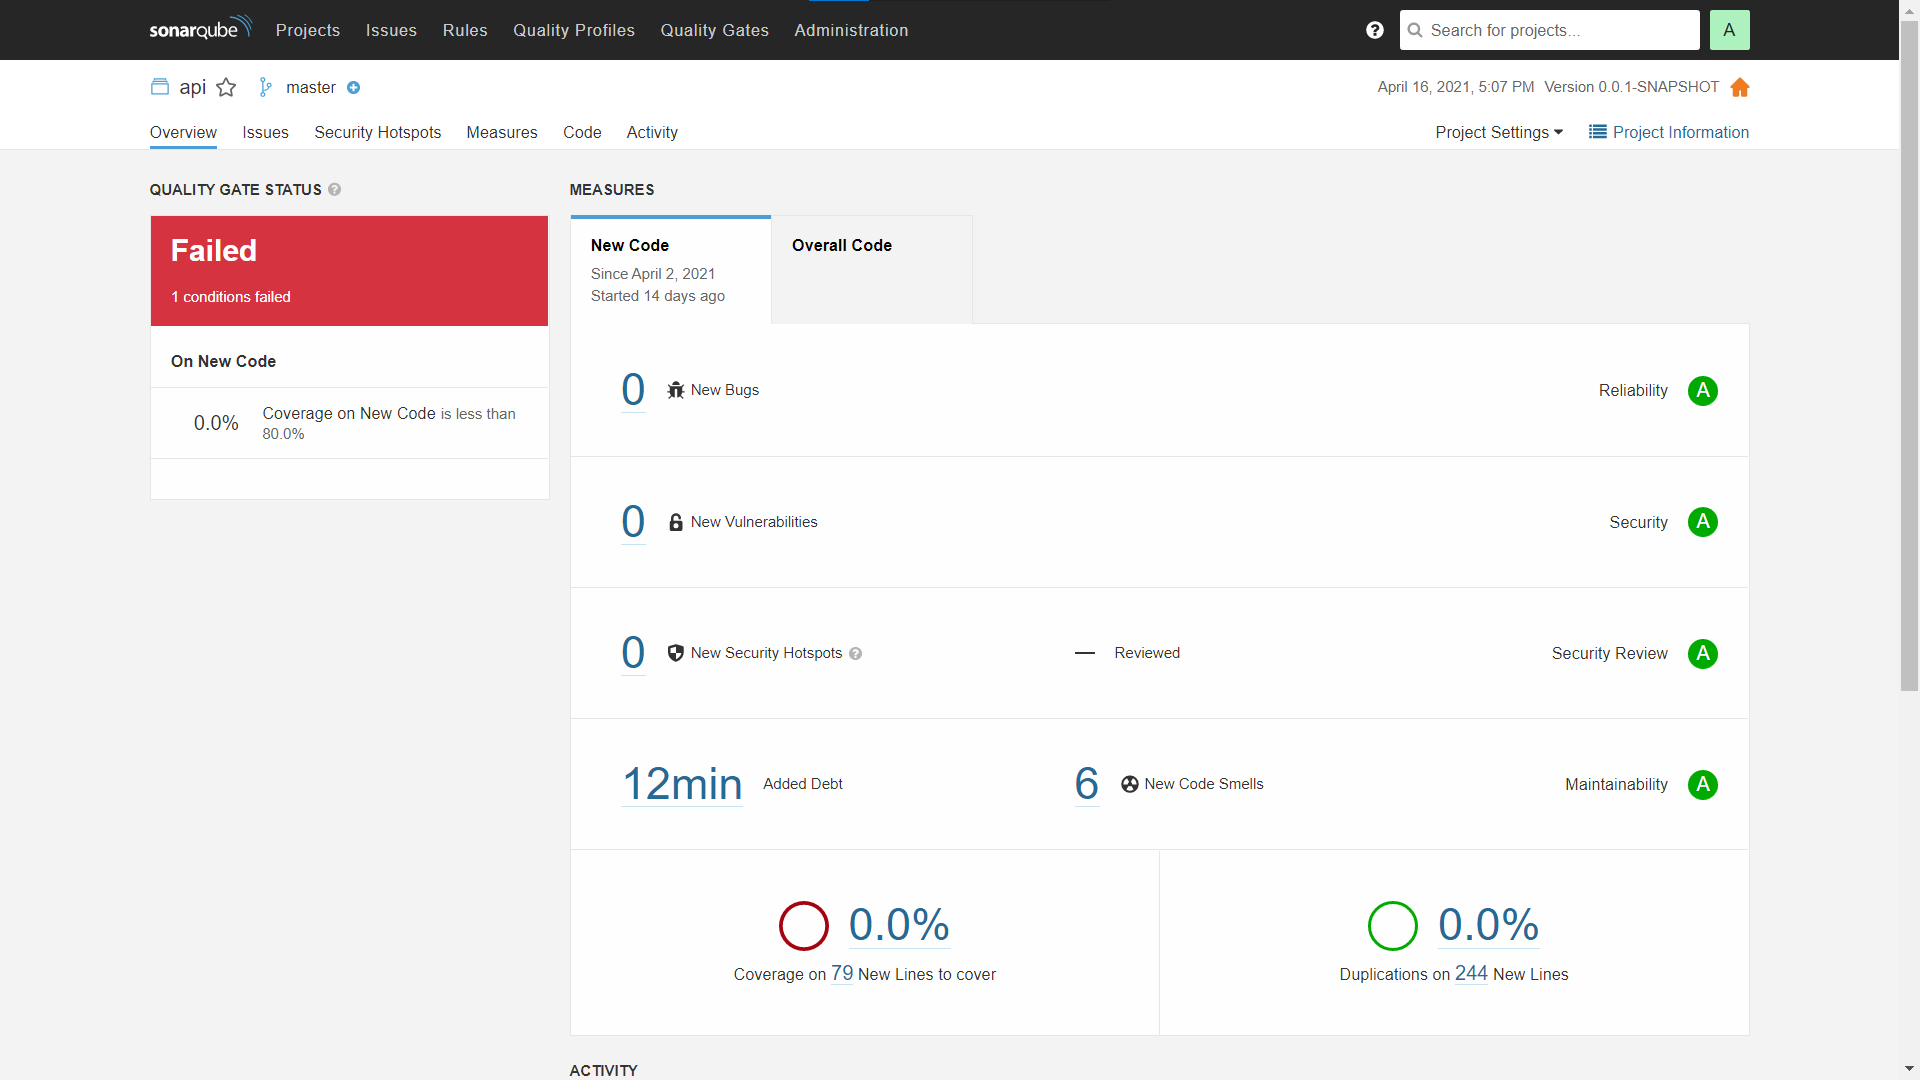 sonarqube Projects Issues Rules Quality Profiles Quality Gates Administration ? Search for projects... A
api master April 16, 2021, 5:07 PM Version 0.0.1-SNAPSHOT
Overview Issues Security Hotspots Measures Code Activity Project Settings Project Information
QUALITY GATE STATUS ?
Failed
1 conditions failed
On New Code
0.0% Coverage on New Code is less than
80.0%
MEASURES
New Code
Since April 2, 2021
Started 14 days ago
Overall Code
0 New Bugs Reliability A
0 New Vulnerabilities Security A
0 New Security Hotspots ? — Reviewed Security Review A
12min Added Debt 6 New Code Smells Maintainability A
0.0%
Coverage on 79 New Lines to cover
0.0%
Duplications on 244 New Lines
ACTIVITY